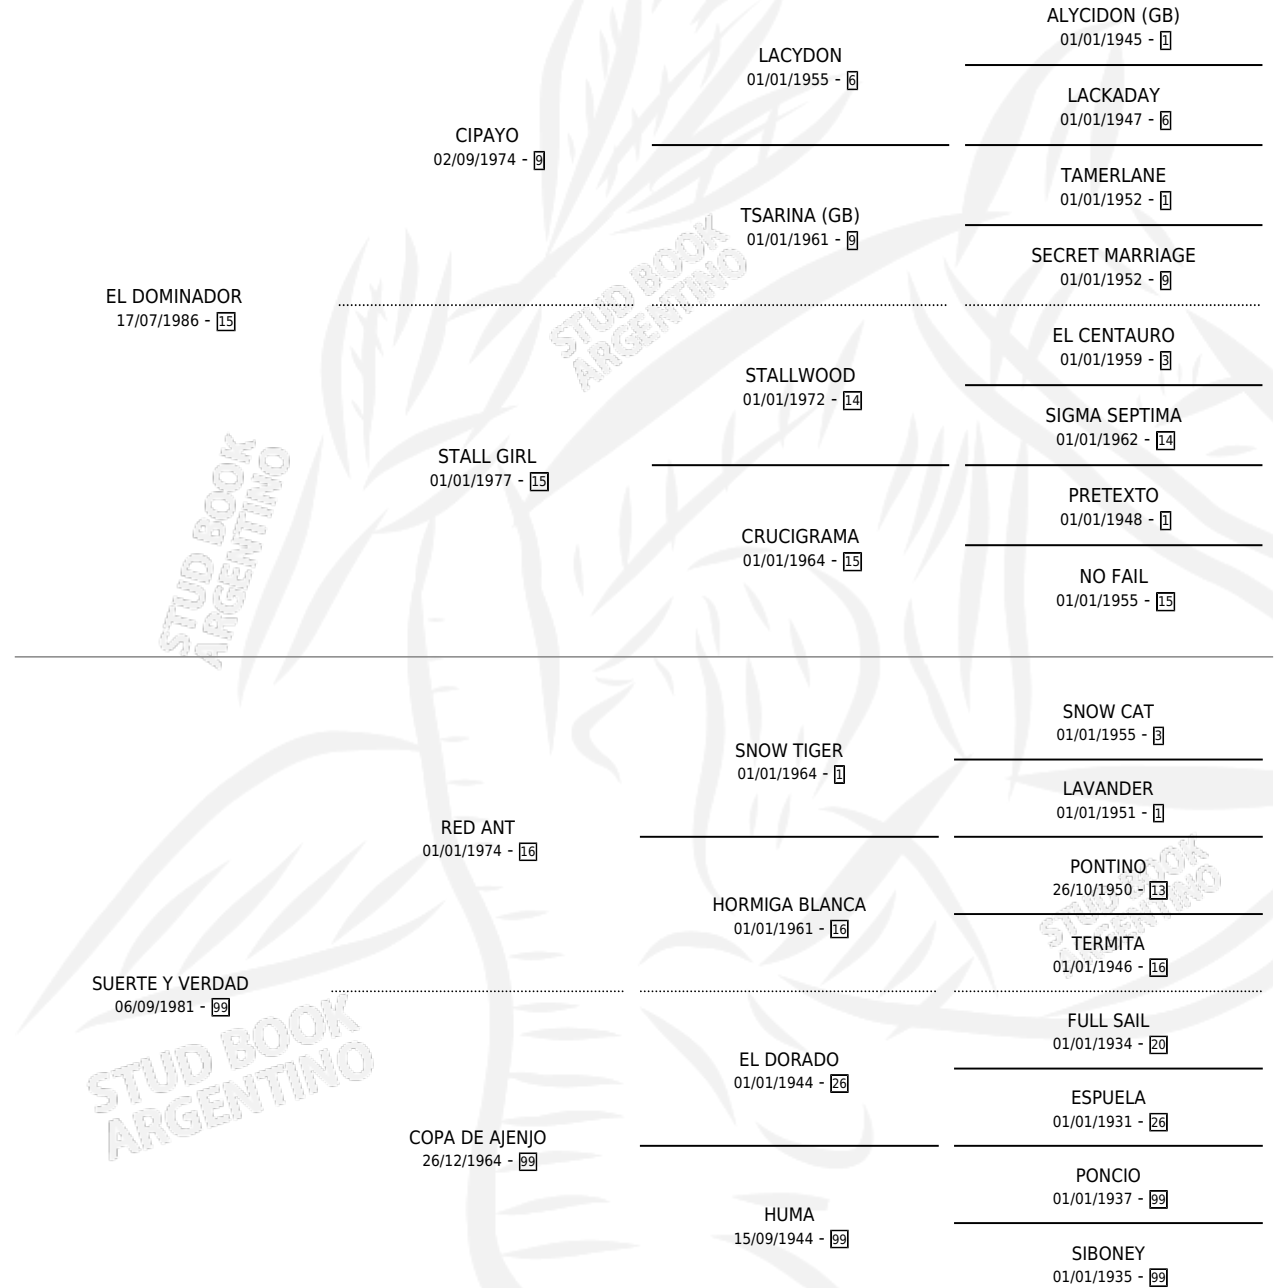 ALYCIDON (GB)
01/01/1945 - 1
LACYDON
01/01/1955 - 6
LACKADAY
01/01/1947 - 6
CIPAYO
02/09/1974 - 9
TAMERLANE
01/01/1952 - 1
TSARINA (GB)
01/01/1961 - 9
SECRET MARRIAGE
01/01/1952 - 9
EL DOMINADOR
17/07/1986 - 15
STUD BOOK
ARGENTINO
EL CENTAURO
01/01/1959 - 3
STALLWOOD
01/01/1972 - 14
SIGMA SEPTIMA
01/01/1962 - 14
STALL GIRL
01/01/1977 - 15
PRETEXTO
01/01/1948 - 1
CRUCIGRAMA
01/01/1964 - 15
NO FAIL
01/01/1955 - 15
STUD BOOK
ARGENTINO
SNOW CAT
01/01/1955 - 3
SNOW TIGER
01/01/1964 - 1
LAVANDER
01/01/1951 - 1
RED ANT
01/01/1974 - 16
PONTINO
26/10/1950 - 13
HORMIGA BLANCA
01/01/1961 - 16
STUD BOOK
ARGENTINO
TERMITA
01/01/1946 - 16
SUERTE Y VERDAD
06/09/1981 - 99
FULL SAIL
01/01/1934 - 20
EL DORADO
01/01/1944 - 26
ESPUELA
01/01/1931 - 26
STUD BOOK
ARGENTINO
COPA DE AJENJO
26/12/1964 - 99
PONCIO
01/01/1937 - 99
HUMA
15/09/1944 - 99
SIBONEY
01/01/1935 - 99